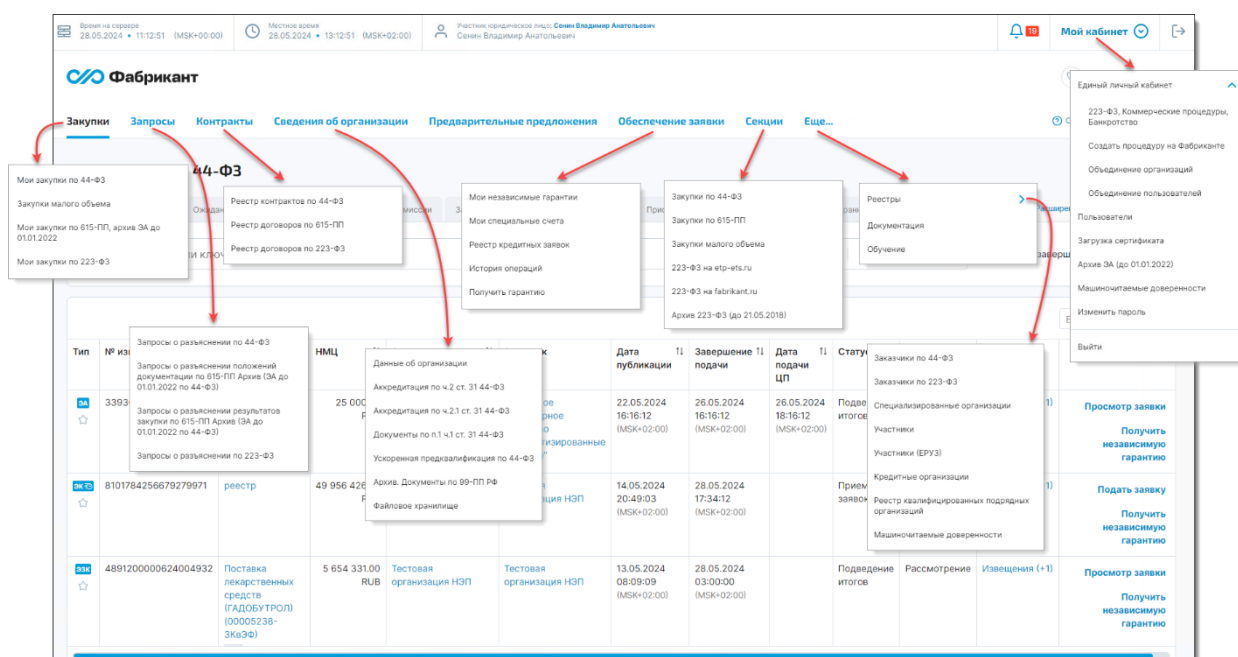 Время на сервере
28.05.2024 • 11:12:51 (MSK+00:00)
Местное время
28.05.2024 • 13:12:51 (MSK+02:00)
Участник юридическое лицо: Сенин Владимир Анатольевич
Сенин Владимир Анатольевич
19
Мой кабинет
Фабрикант
Закупки
Запросы
Контракты
Сведения об организации
Предварительные предложения
Обеспечение заявки
Секции
Еще...
44-ФЗ
Мои закупки по 44-ФЗ
Закупки малого объема
Мои закупки по 615-ПП, архив ЭА до
01.01.2022
Мои закупки по 223-ФЗ
Реестр контрактов по 44-ФЗ
Реестр договоров по 615-ПП
Реестр договоров по 223-ФЗ
Мои независимые гарантии
Мои специальные счета
Реестр кредитных заявок
История операций
Получить гарантию
Закупки по 44-ФЗ
Закупки по 615-ПП
Закупки малого объема
223-ФЗ на etp-ets.ru
223-ФЗ на fabrikant.ru
Архив 223-ФЗ (до 21.05.2018)
Реестры
Документация
Обучение
Единый личный кабинет
223-ФЗ, Коммерческие процедуры,
Банкротство
Создать процедуру на Фабриканте
Объединение организаций
Объединение пользователей
Пользователи
Загрузка сертификата
Архив ЭА (до 01.01.2022)
Машиночитаемые доверенности
Изменить пароль
Выйти
Запросы о разъяснении по 44-ФЗ
Запросы о разъяснении положений
документации по 615-ПП Архив (ЭА до
01.01.2022 по 44-ФЗ)
Запросы о разъяснении результатов
закупки по 615-ПП Архив (ЭА до
01.01.2022 по 44-ФЗ)
Запросы о разъяснении по 223-ФЗ
Данные об организации
Аккредитация по ч.2 ст. 31 44-ФЗ
Аккредитация по ч.2.1 ст. 31 44-ФЗ
Документы по п.1 ч.1 ст. 31 44-ФЗ
Ускоренная предквалификация по 44-ФЗ
Архив. Документы по 99-ПП РФ
Файловое хранилище
Заказчики по 44-ФЗ
Заказчики по 223-ФЗ
Специализированные организации
Участники
Участники (ЕРУЗ)
Кредитные организации
Реестр квалифицированных подрядных
организаций
Машиночитаемые доверенности
Тип
НМЦ
Дата
публикации
Завершение
подачи
Дата
подачи
ЦП
ЭА
25 000
22.05.2024
16:16:12
(MSK+02:00)
26.05.2024
16:16:12
(MSK+02:00)
26.05.2024
18:16:12
(MSK+02:00)
итогов
Просмотр заявки
Получить
независимую
гарантию
ЭК
8101784256679279971
реестр
49 956 426
14.05.2024
20:49:03
(MSK+02:00)
28.05.2024
17:34:12
(MSK+02:00)
Прием
заявок
Подать заявку
Получить
независимую
гарантию
ЭЗК
4891200000624004932
Поставка
лекарственных
средств
(ГАДОБУТРОЛ)
(00005238-
ЗКвЭФ)
5 654 331.00
RUB
Тестовая
организация НЭП
Тестовая
организация НЭП
13.05.2024
08:09:09
(MSK+02:00)
28.05.2024
03:00:00
(MSK+02:00)
Подведение
итогов
Рассмотрение
Извещения (+1)
Просмотр заявки
Получить
независимую
гарантию